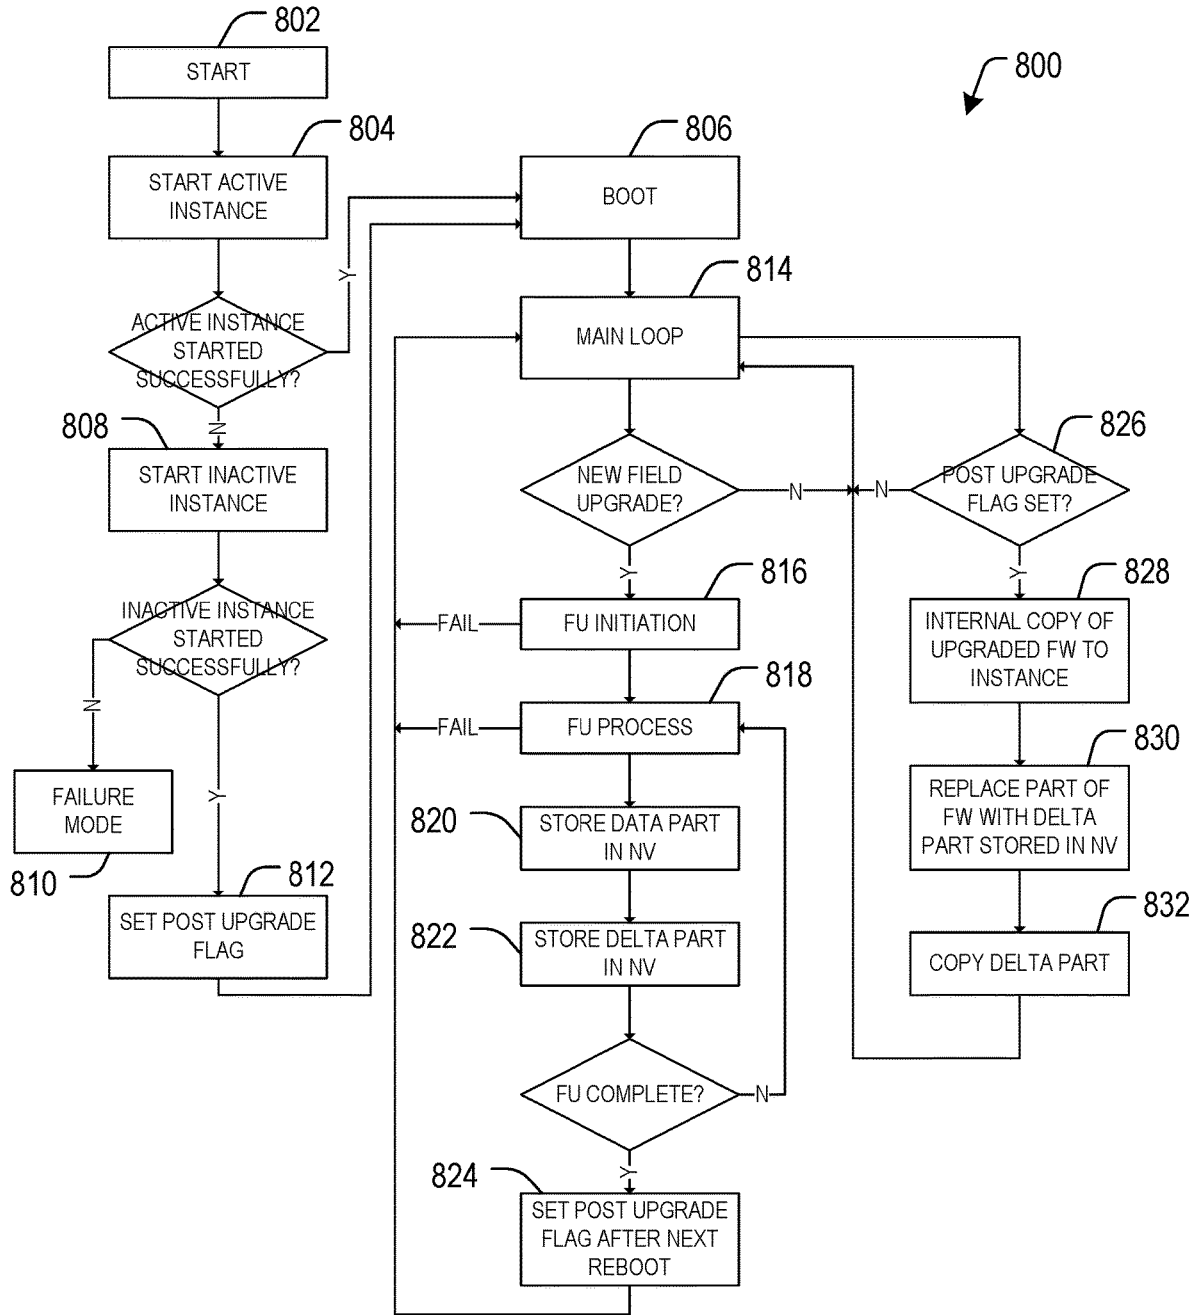 802
START
800
804
START ACTIVE
INSTANCE
806
BOOT
Y
ACTIVE INSTANCE
STARTED
SUCCESSFULLY?
N
814
MAIN LOOP
808
START INACTIVE
INSTANCE
NEW FIELD
UPGRADE?
N
Y
826
POST UPGRADE
FLAG SET?
N
Y
INACTIVE INSTANCE
STARTED
SUCCESSFULLY?
N
Y
816
FU INITIATION
FAIL
828
INTERNAL COPY OF
UPGRADED FW TO
INSTANCE
818
FU PROCESS
FAIL
FAILURE
MODE
810
820
STORE DATA PART
IN NV
830
REPLACE PART OF
FW WITH DELTA
PART STORED IN NV
812
SET POST UPGRADE
FLAG
822
STORE DELTA PART
IN NV
832
COPY DELTA PART
FU COMPLETE?
N
Y
824
SET POST UPGRADE
FLAG AFTER NEXT
REBOOT